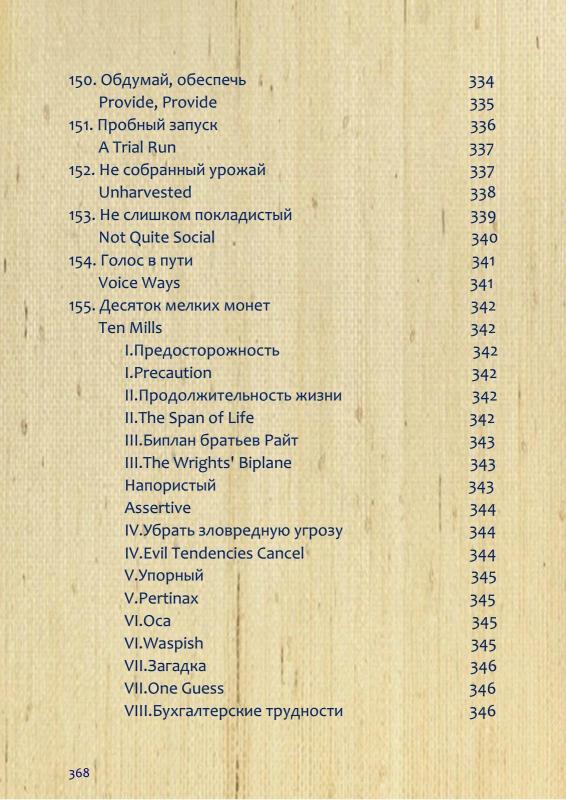 150. Обдумай, обеспечь 334
Provide, Provide 335
151. Пробный запуск 336
A Trial Run 337
152. Не собранный урожай 337
Unharvested 338
153. Не слишком покладистый 339
Not Quite Social 340
154. Голос в пути 341
Voice Ways 341
155. Десяток мелких монет 342
Ten Mills 342
I.Предосторожность 342
I.Precaution 342
II.Продолжительность жизни 342
II.The Span of Life 342
III.Биплан братьев Райт 343
III.The Wrights' Biplane 343
Напористый 343
Assertive 344
IV.Убрать зловредную угрозу 344
IV.Evil Tendencies Cancel 344
V.Упорный 345
V.Pertinax 345
VI.Оса 345
VI.Waspish 345
VII.Загадка 346
VII.One Guess 346
VIII.Бухгалтерские трудности 346
368